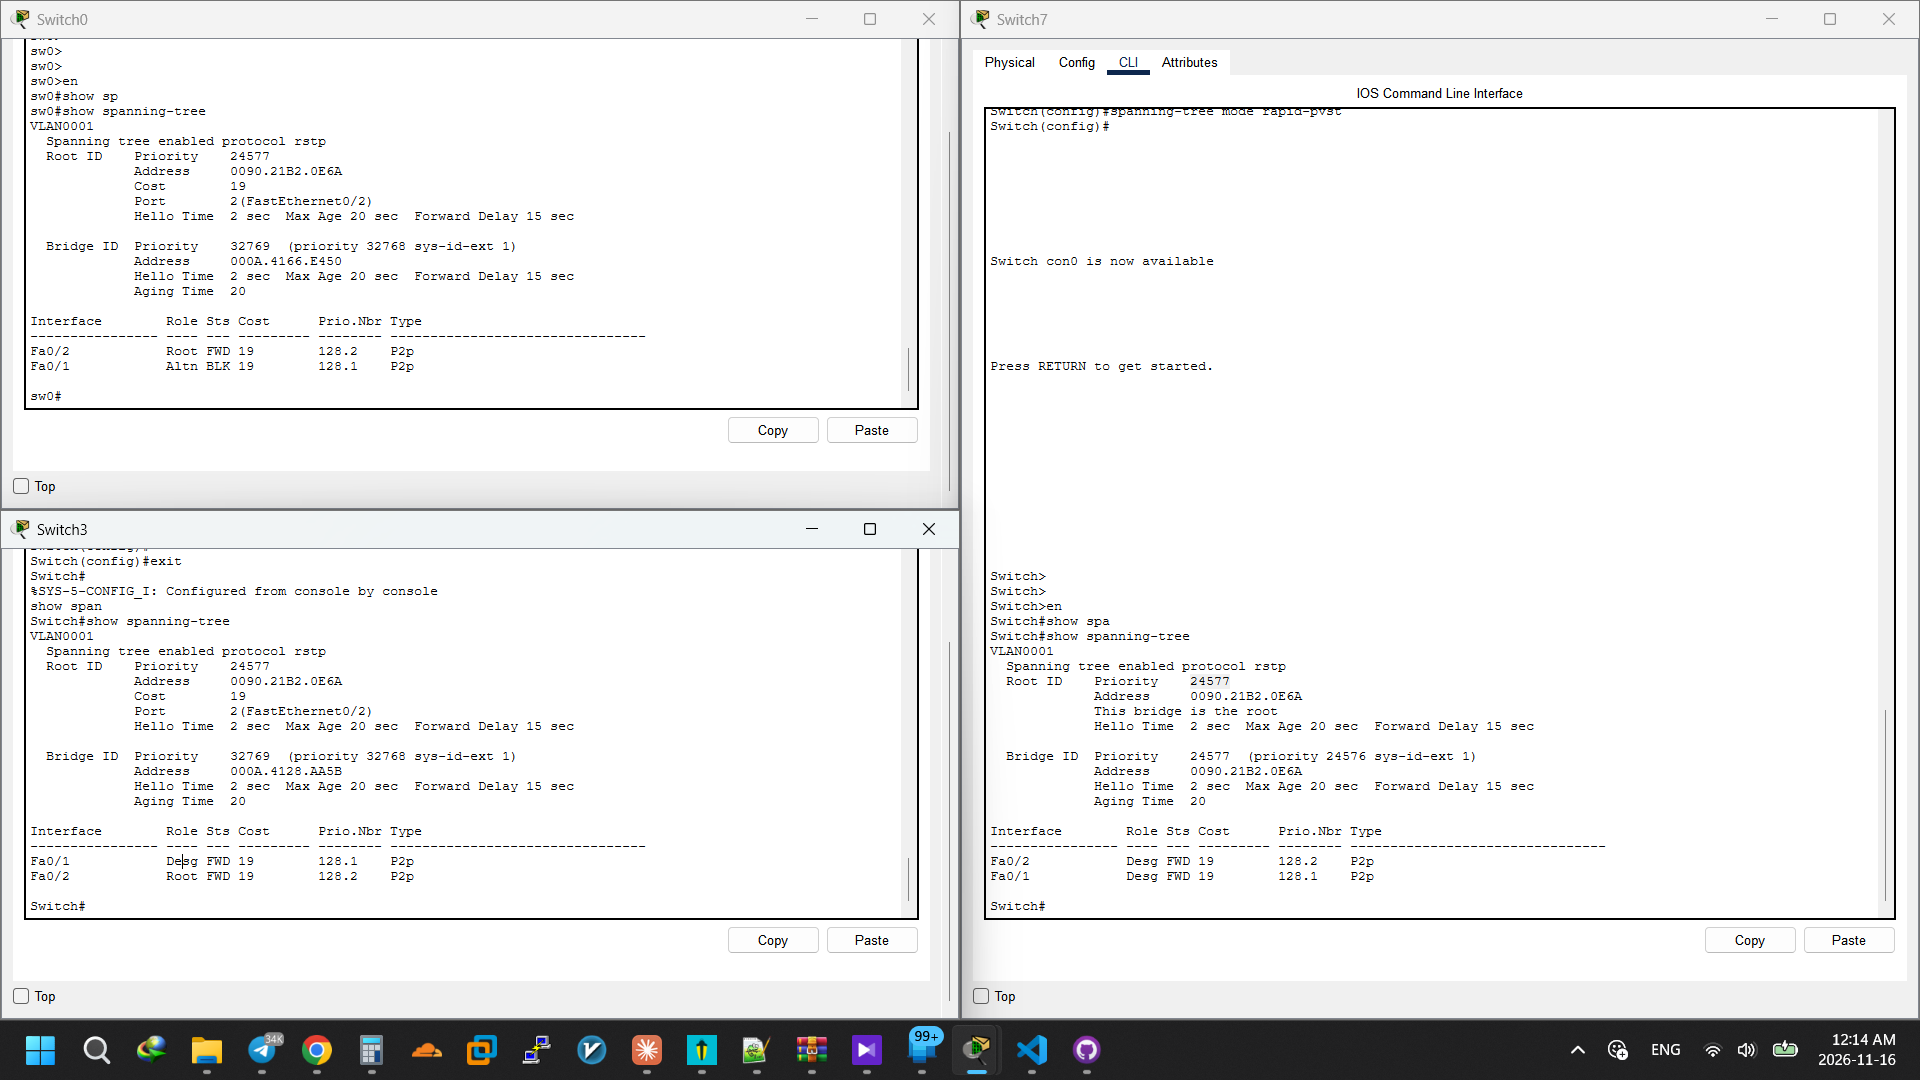 Switch0
sw0>
sw0>
sw0>en
sw0#show sp
sw0#show spanning-tree
VLAN0001
Spanning tree enabled protocol rstp
Root ID Priority 24577
Address 0090.21B2.0E6A
Cost 19
Port 2(FastEthernet0/2)
Hello Time 2 sec Max Age 20 sec Forward Delay 15 sec
Bridge ID Priority 32769 (priority 32768 sys-id-ext 1)
Address 000A.4166.E450
Hello Time 2 sec Max Age 20 sec Forward Delay 15 sec
Aging Time 20
Interface Role Sts Cost Prio.Nbr Type
---------------- ---- --- --------- -------- --------------------------------
Fa0/2 Root FWD 19 128.2 P2p
Fa0/1 Altn BLK 19 128.1 P2p
sw0#
Copy Paste
Top
Switch3
Switch(config)#exit
Switch#
%SYS-5-CONFIG_I: Configured from console by console
show span
Switch#show spanning-tree
VLAN0001
Spanning tree enabled protocol rstp
Root ID Priority 24577
Address 0090.21B2.0E6A
Cost 19
Port 2(FastEthernet0/2)
Hello Time 2 sec Max Age 20 sec Forward Delay 15 sec
Bridge ID Priority 32769 (priority 32768 sys-id-ext 1)
Address 000A.4128.AA5B
Hello Time 2 sec Max Age 20 sec Forward Delay 15 sec
Aging Time 20
Interface Role Sts Cost Prio.Nbr Type
---------------- ---- --- --------- -------- --------------------------------
Fa0/1 Desg FWD 19 128.1 P2p
Fa0/2 Root FWD 19 128.2 P2p
Switch#
Copy Paste
Top
Switch7
Physical Config CLI Attributes
IOS Command Line Interface
Switch(config)#spanning-tree mode rapid-pvst
Switch(config)#
Switch con0 is now available
Press RETURN to get started.
Switch>
Switch>
Switch>en
Switch#show spa
Switch#show spanning-tree
VLAN0001
Spanning tree enabled protocol rstp
Root ID Priority 24577
Address 0090.21B2.0E6A
This bridge is the root
Hello Time 2 sec Max Age 20 sec Forward Delay 15 sec
Bridge ID Priority 24577 (priority 24576 sys-id-ext 1)
Address 0090.21B2.0E6A
Hello Time 2 sec Max Age 20 sec Forward Delay 15 sec
Aging Time 20
Interface Role Sts Cost Prio.Nbr Type
---------------- ---- --- --------- -------- --------------------------------
Fa0/2 Desg FWD 19 128.2 P2p
Fa0/1 Desg FWD 19 128.1 P2p
Switch#
Copy Paste
Top
34K
99+
ENG
12:14 AM
2026-11-16